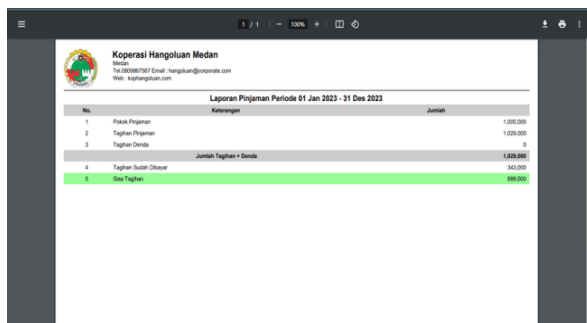 1 / 1 — 100% +
Koperasi Hangoluan Medan
Medan
Tel.0809867567 Email : hangoluan@corporate.com
Web : kophangoluan.com
Laporan Pinjaman Periode 01 Jan 2023 - 31 Des 2023
No. Keterangan Jumlah
1 Pokok Pinjaman 1,000,000
2 Tagihan Pinjaman 1,029,000
3 Tagihan Denda 0
Jumlah Tagihan + Denda 1,029,000
4 Tagihan Sudah Dibayar 343,000
5 Sisa Tagihan 686,000